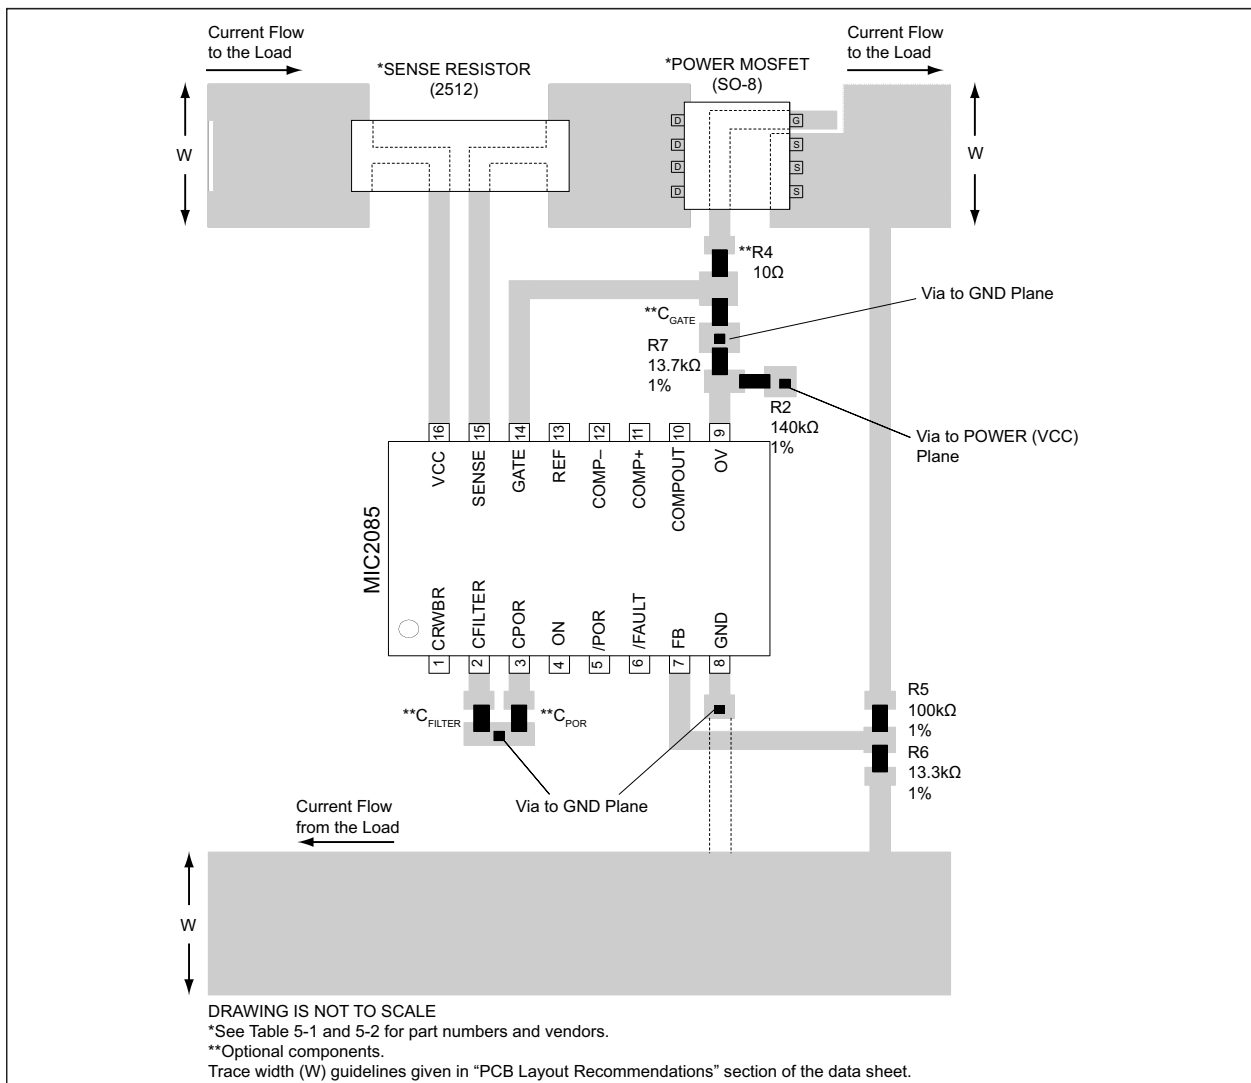 Current Flow
to the Load
*SENSE RESISTOR
(2512)
*POWER MOSFET
(SO-8)
Current Flow
to the Load
W
W
D
D
D
D
G
S
S
S
**R4
10Ω
Via to GND Plane
**CGATE
R7
13.7kΩ
1%
R2
140kΩ
1%
Via to POWER (VCC)
Plane
16
15
14
13
12
11
10
9
VCC
SENSE
GATE
REF
COMP–
COMP+
COMPOUT
OV
MIC2085
CRWBR
CFILTER
CPOR
ON
/POR
/FAULT
FB
GND
1
2
3
4
5
6
7
8
**CFILTER
**CPOR
R5
100kΩ
1%
R6
13.3kΩ
1%
Via to GND Plane
Current Flow
from the Load
W
DRAWING IS NOT TO SCALE
*See Table 5-1 and 5-2 for part numbers and vendors.
**Optional components.
Trace width (W) guidelines given in “PCB Layout Recommendations” section of the data sheet.